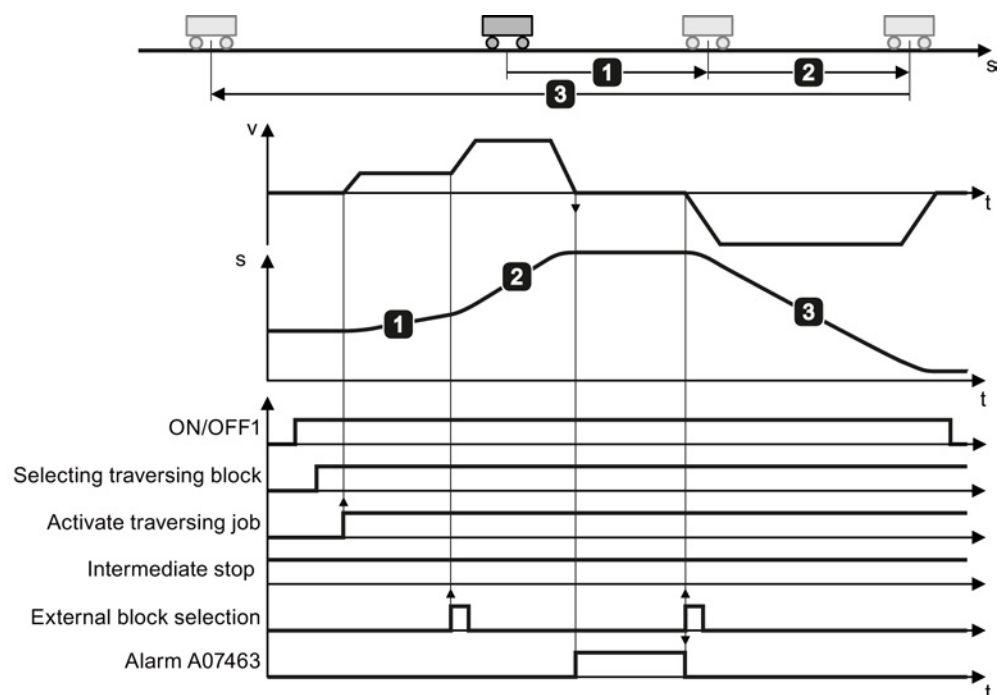 s
1
2
3
v
t
s
1
2
3
t
ON/OFF1
Selecting traversing block
Activate traversing job
Intermediate stop
External block selection
Alarm A07463
t